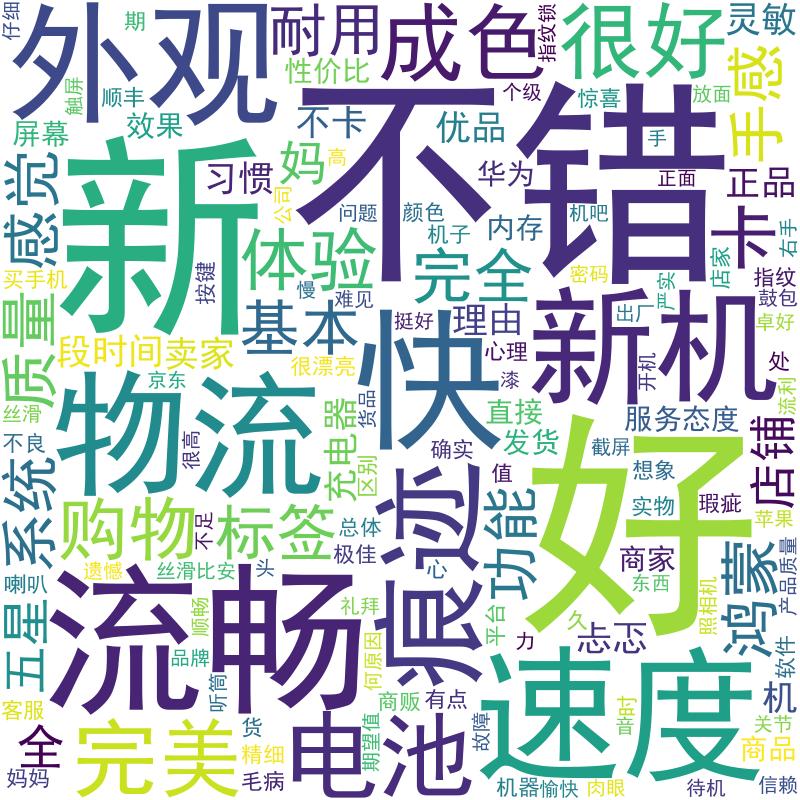 仔细
外观
期
触屏
顺丰
屏幕
效果
耐用
性价比
成色
指纹锁
个级
很好
灵敏
惊喜
放面
手感
不错
不卡
优品
手
感觉
新
习惯
妈
高
公司
华为
正面
正品
问题
颜色
机子
内存
机吧
卡
右手
买手机
按键
体验
慢
难见
完全
密码
严实
店家
指纹
鼓包
质量
段时间卖家
基本
挺好
理由
出厂
新机
卓好
很漂亮
心理
漆
开机
处
流利
丝滑
京东
物流
货品
快
直接
服务态度
不良
很高
充电器
区别
确实
发货
截屏
好
店铺
系统
购物
不足
标签
总体
极佳
痕迹
值
功能
想象
实物
瑕疵
苹果
喇叭
遗憾
丝滑比安
头
心
商家
东西
鸿蒙
产品质量
五星
流畅
顺畅
礼拜
平台
力
久
忐忑
照相机
品牌
何原因
机
软件
客服
听筒
商贩
有点
速度
音时
关节
全
完美
货
精细
电池
期望值
故障
商品
妈妈
毛病
机器愉快
肉眼
待机
信赖